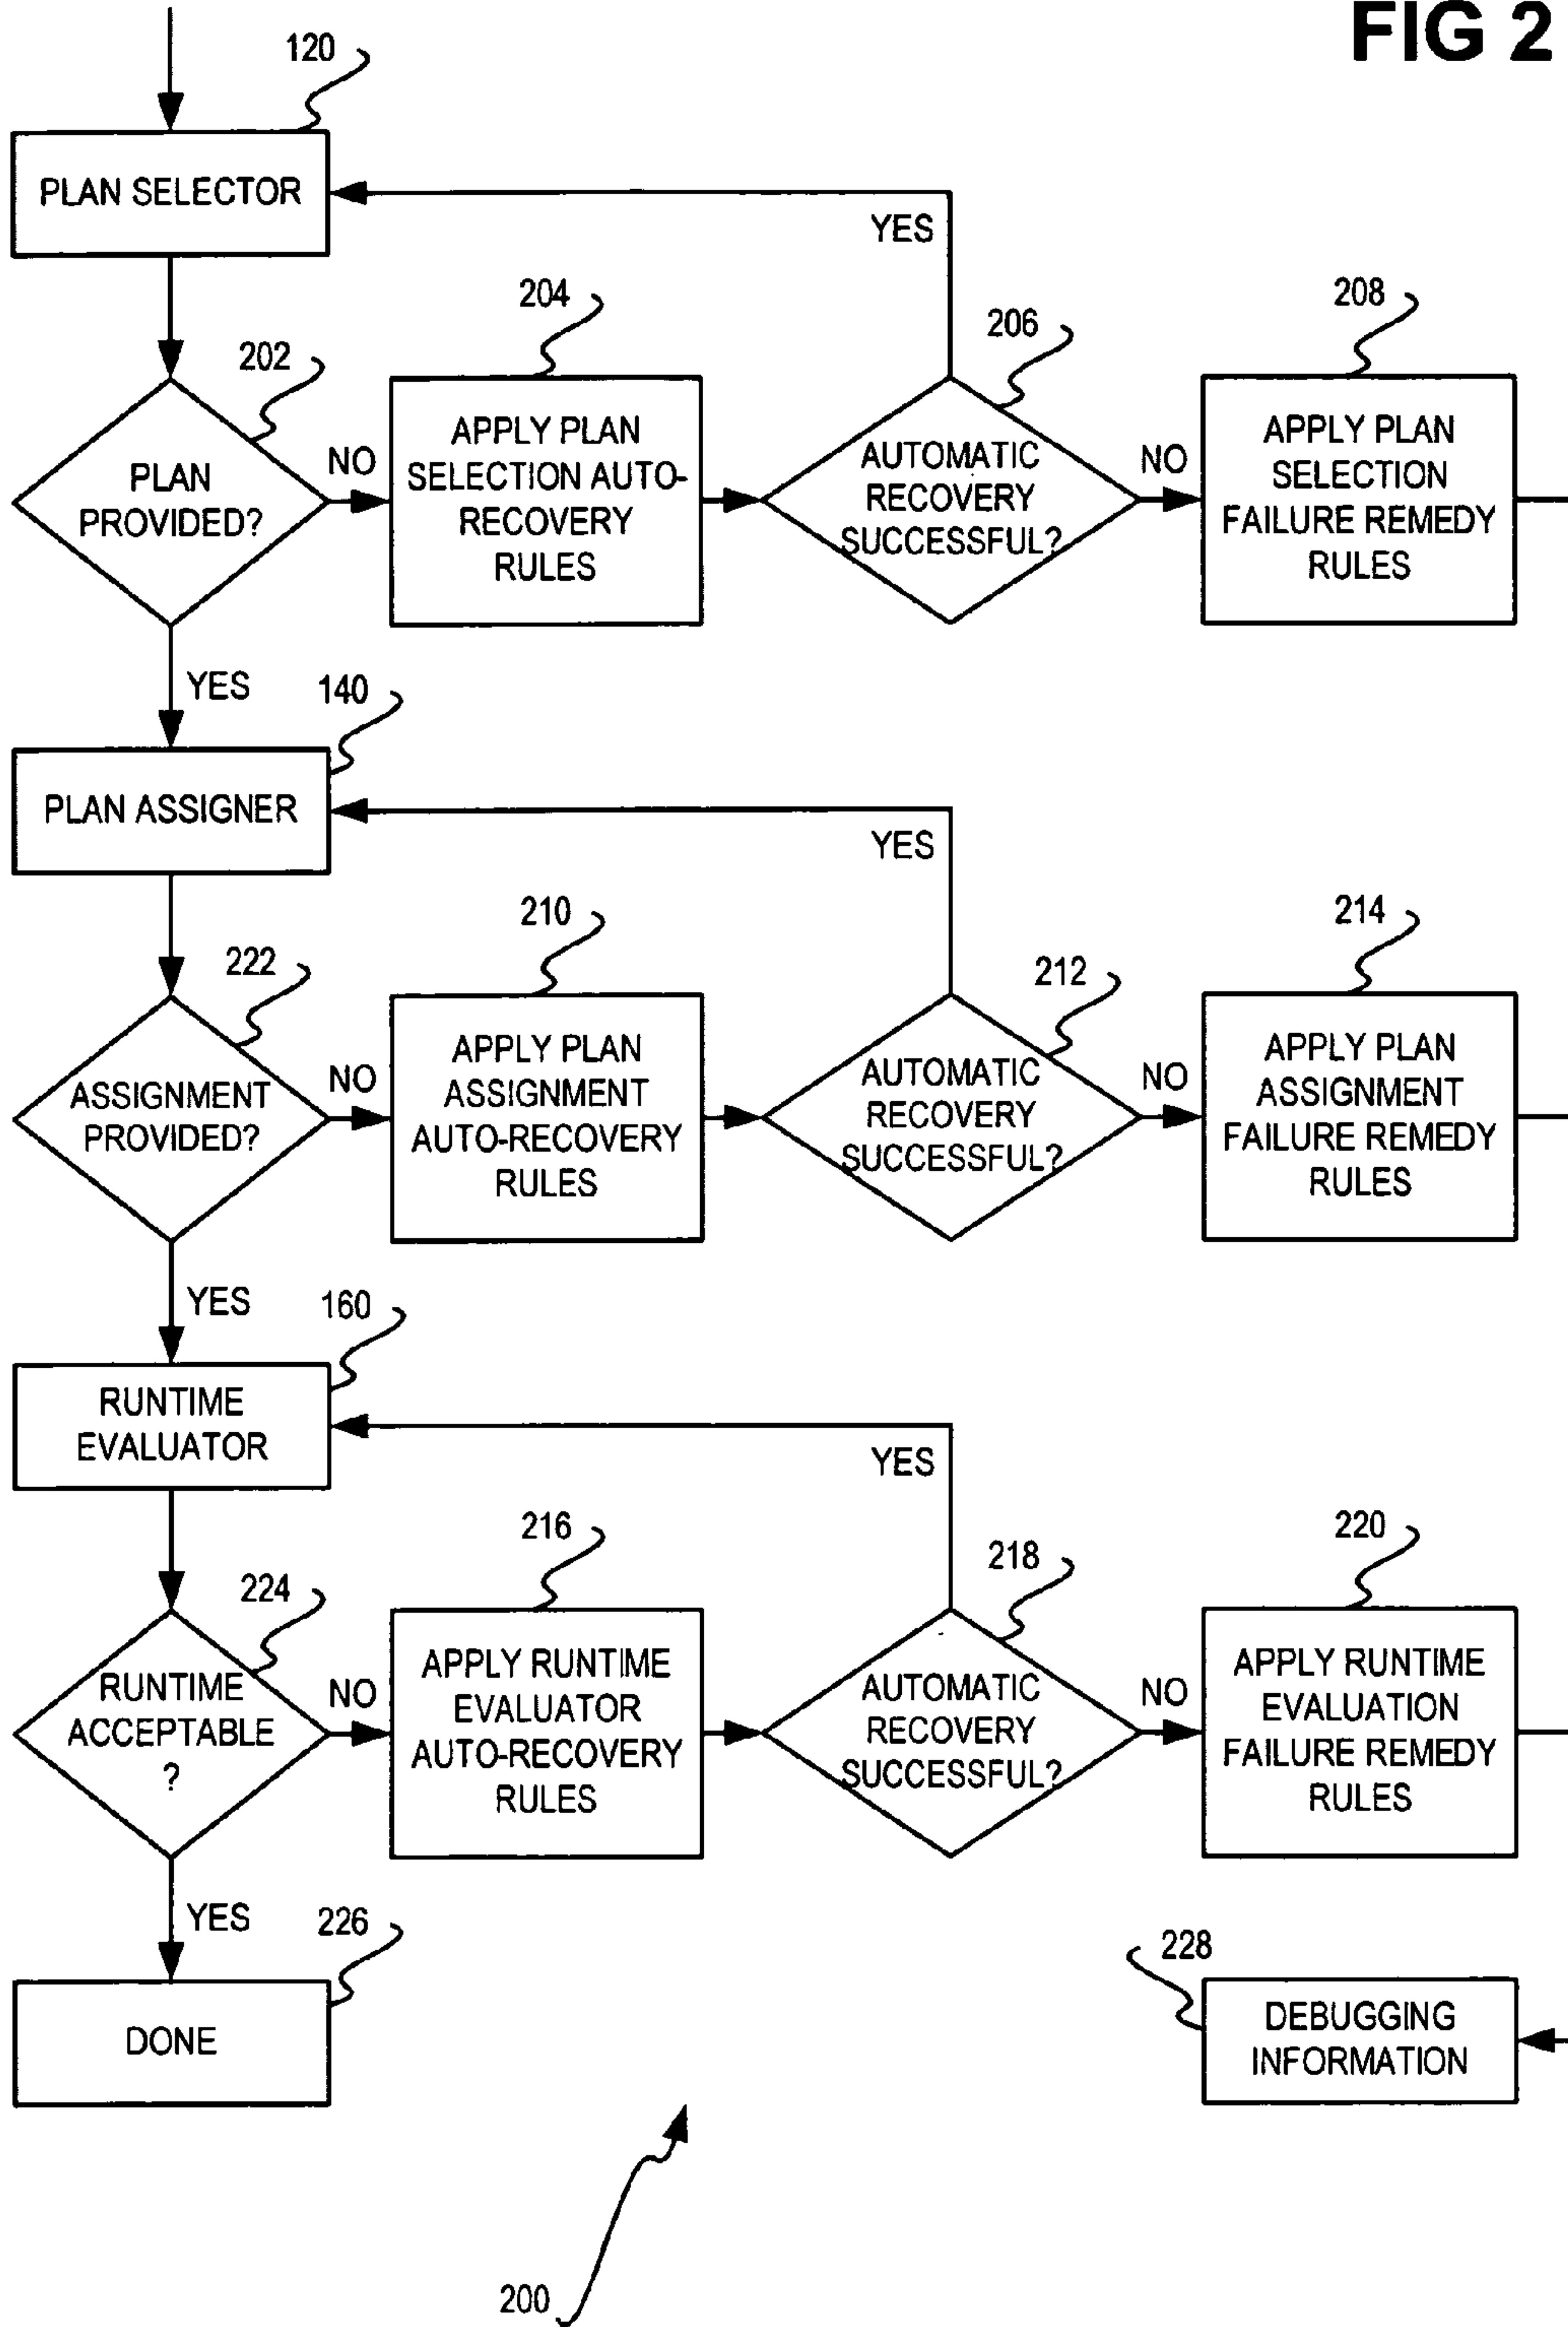 FIG 2
120
PLAN SELECTOR
YES
204
208
206
202
PLAN
PROVIDED?
NO
APPLY PLAN
SELECTION AUTO-
RECOVERY
RULES
AUTOMATIC
RECOVERY
SUCCESSFUL?
NO
APPLY PLAN
SELECTION
FAILURE REMEDY
RULES
YES
140
PLAN ASSIGNER
YES
210
214
222
212
ASSIGNMENT
PROVIDED?
NO
APPLY PLAN
ASSIGNMENT
AUTO-RECOVERY
RULES
AUTOMATIC
RECOVERY
SUCCESSFUL?
NO
APPLY PLAN
ASSIGNMENT
FAILURE REMEDY
RULES
YES
160
RUNTIME
EVALUATOR
YES
216
220
218
224
RUNTIME
ACCEPTABLE
?
NO
APPLY RUNTIME
EVALUATOR
AUTO-RECOVERY
RULES
AUTOMATIC
RECOVERY
SUCCESSFUL?
NO
APPLY RUNTIME
EVALUATION
FAILURE REMEDY
RULES
YES
226
DONE
228
DEBUGGING
INFORMATION
200